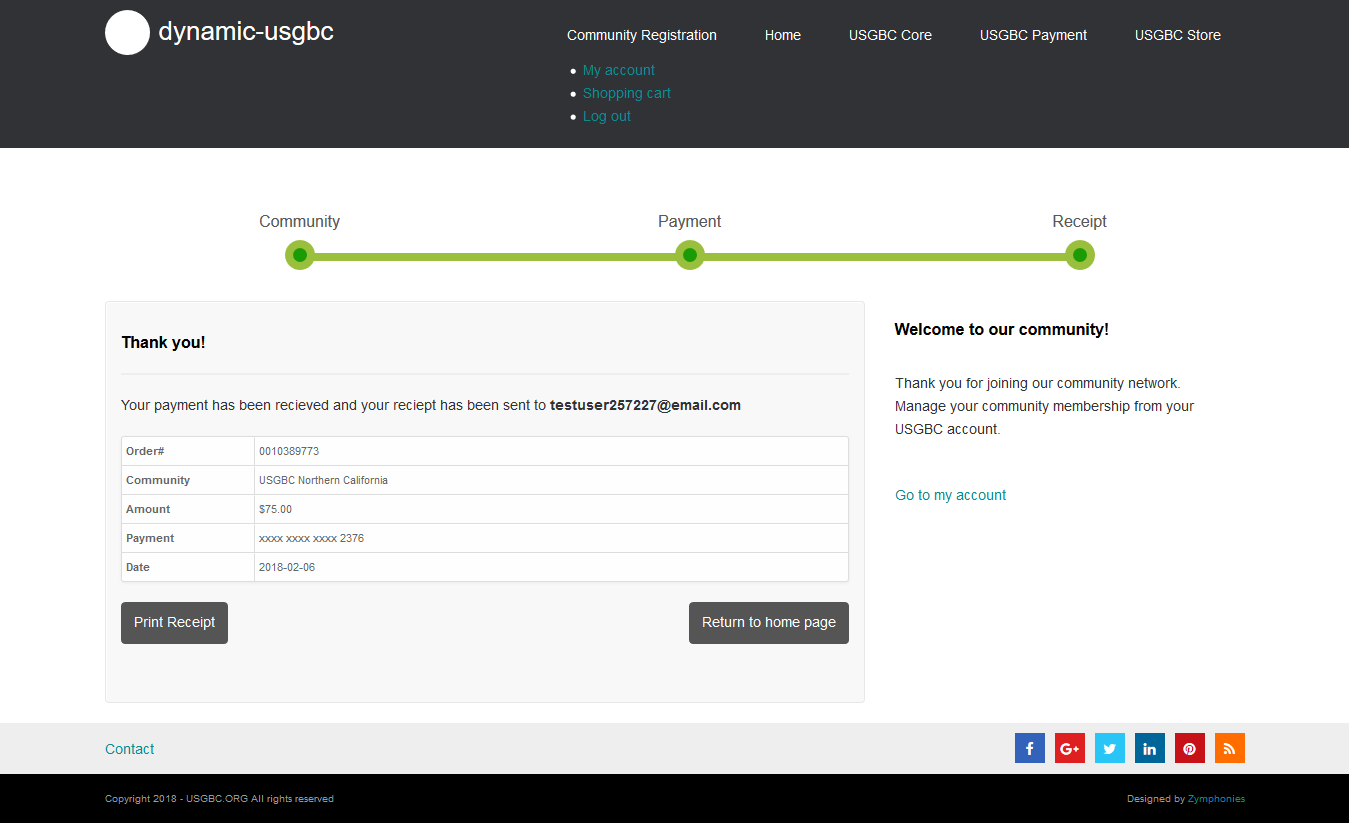 dynamic-usgbc
Community Registration Home USGBC Core USGBC Payment USGBC Store
My account
Shopping cart
Log out
Community Payment Receipt
Thank you!
Your payment has been recieved and your reciept has been sent to testuser257227@email.com
Order# 0010389773
Community USGBC Northern California
Amount $75.00
Payment xxxx xxxx xxxx 2376
Date 2018-02-06
Print Receipt Return to home page
Welcome to our community!
Thank you for joining our community network.
Manage your community membership from your
USGBC account.
Go to my account
Contact
Copyright 2018 - USGBC.ORG All rights reserved
Designed by Zymphonies